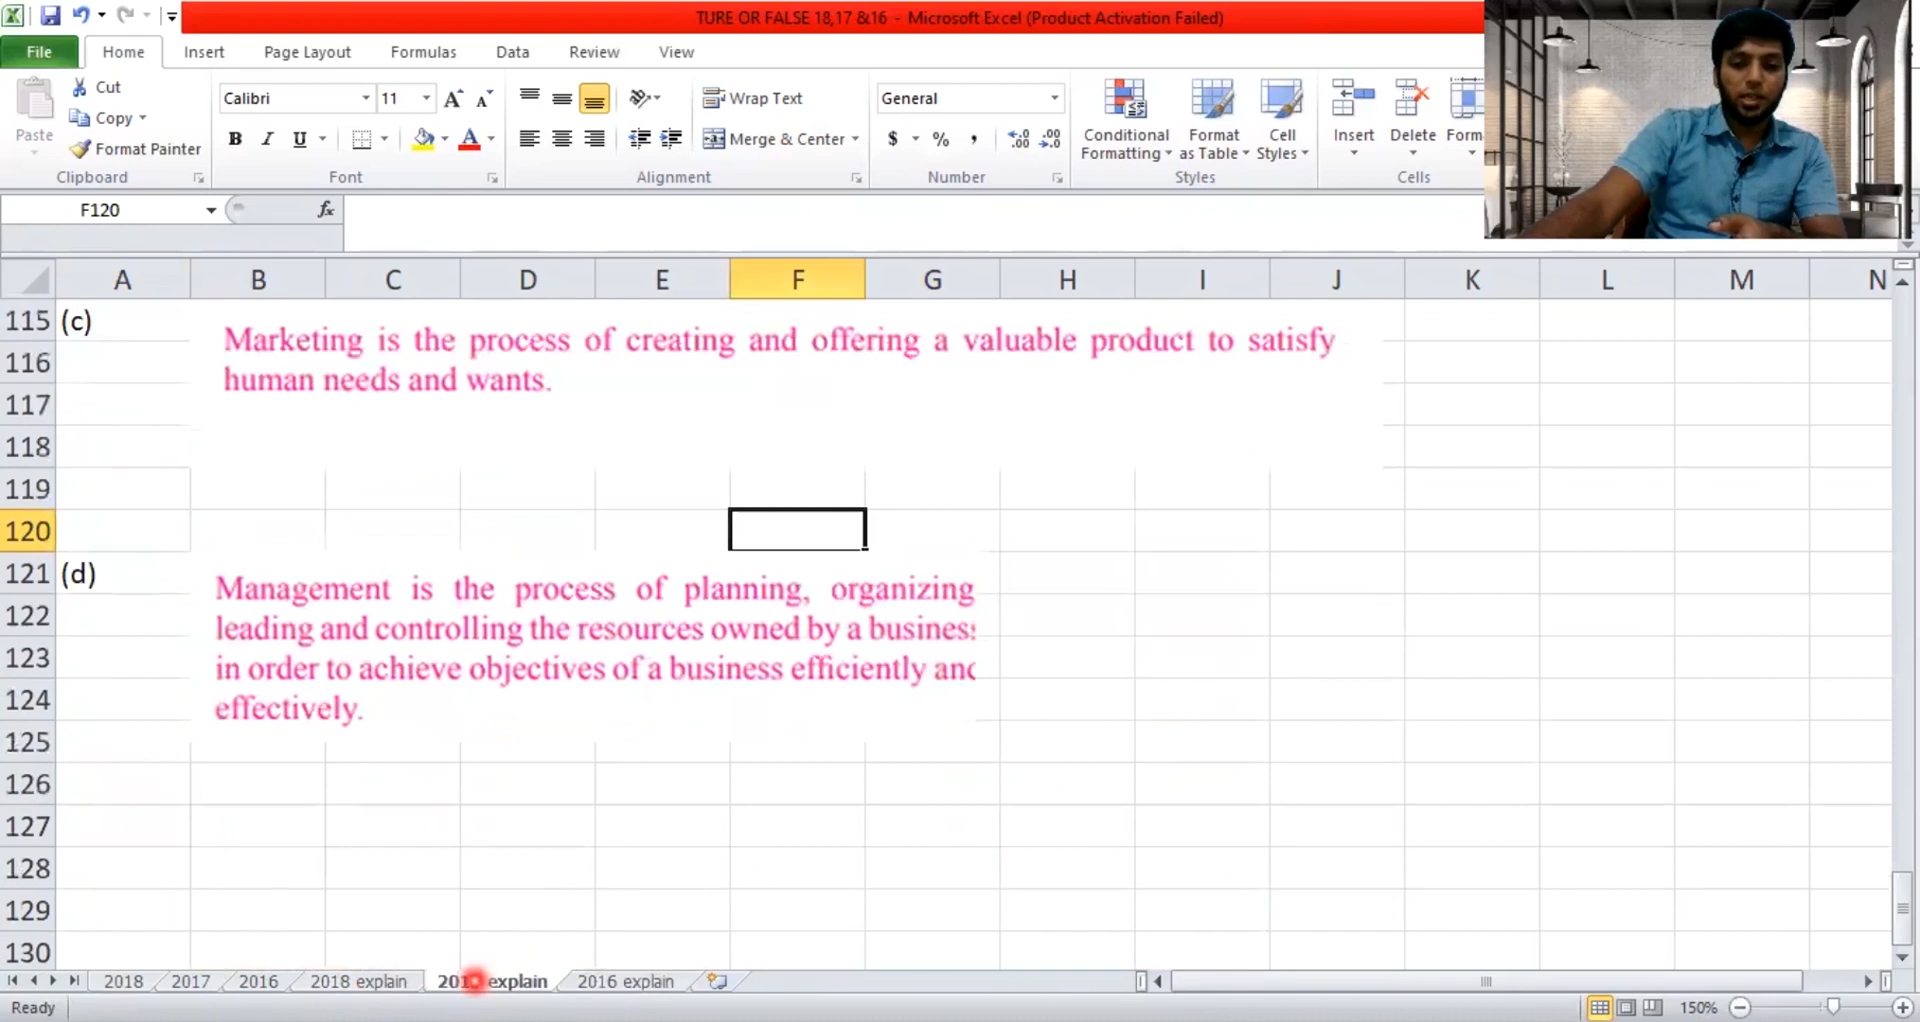 TURE OR FALSE 18,17 &16 - Microsoft Excel (Product Activation Failed)
File Home Insert Page Layout Formulas Data Review View
Cut
Copy
Paste
Format Painter
Clipboard
Calibri 11
B I U
Font
Wrap Text
Merge & Center
Alignment
General
$ % ,
Number
Conditional Formatting
Format as Table
Cell Styles
Styles
Insert
Delete
Form
Cells
F120
fx
A B C D E F G H I J K L M N
115 (c)
Marketing is the process of creating and offering a valuable product to satisfy
116
human needs and wants.
117
118
119
120
121 (d)
Management is the process of planning, organizing
122
leading and controlling the resources owned by a business
123
in order to achieve objectives of a business efficiently and
124
effectively.
125
126
127
128
129
130
2018 2017 2016 2018 explain explain 2016 explain
Ready
150%